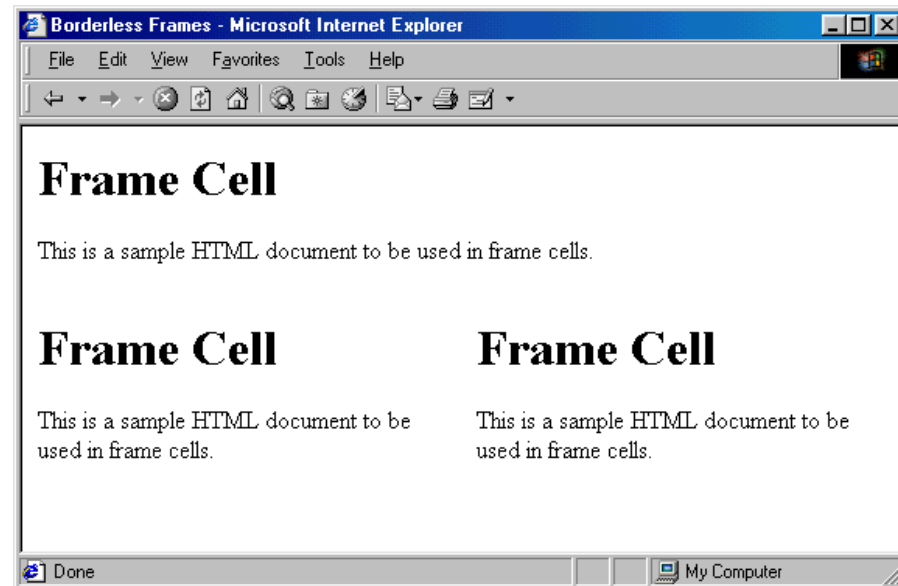 Borderless Frames - Microsoft Internet Explorer
File Edit View Favorites Tools Help
Frame Cell
This is a sample HTML document to be used in frame cells.
Frame Cell
This is a sample HTML document to be
used in frame cells.
Frame Cell
This is a sample HTML document to be
used in frame cells.
Done
My Computer